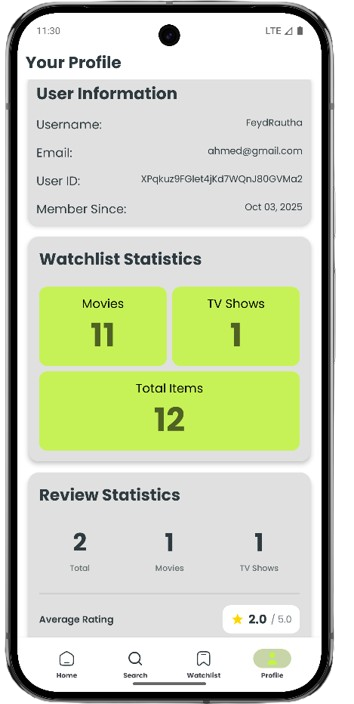 11:30 LTE
Your Profile
User Information
Username: FeydRautha
Email: ahmed@gmail.com
User ID: XPqkuz9FGlet4jKd7WQnJ80GVMa2
Member Since: Oct 03, 2025
Watchlist Statistics
Movies TV Shows
11 1
Total Items
12
Review Statistics
2 1 1
Total Movies TV Shows
Average Rating 2.0 / 5.0
Home Search Watchlist Profile